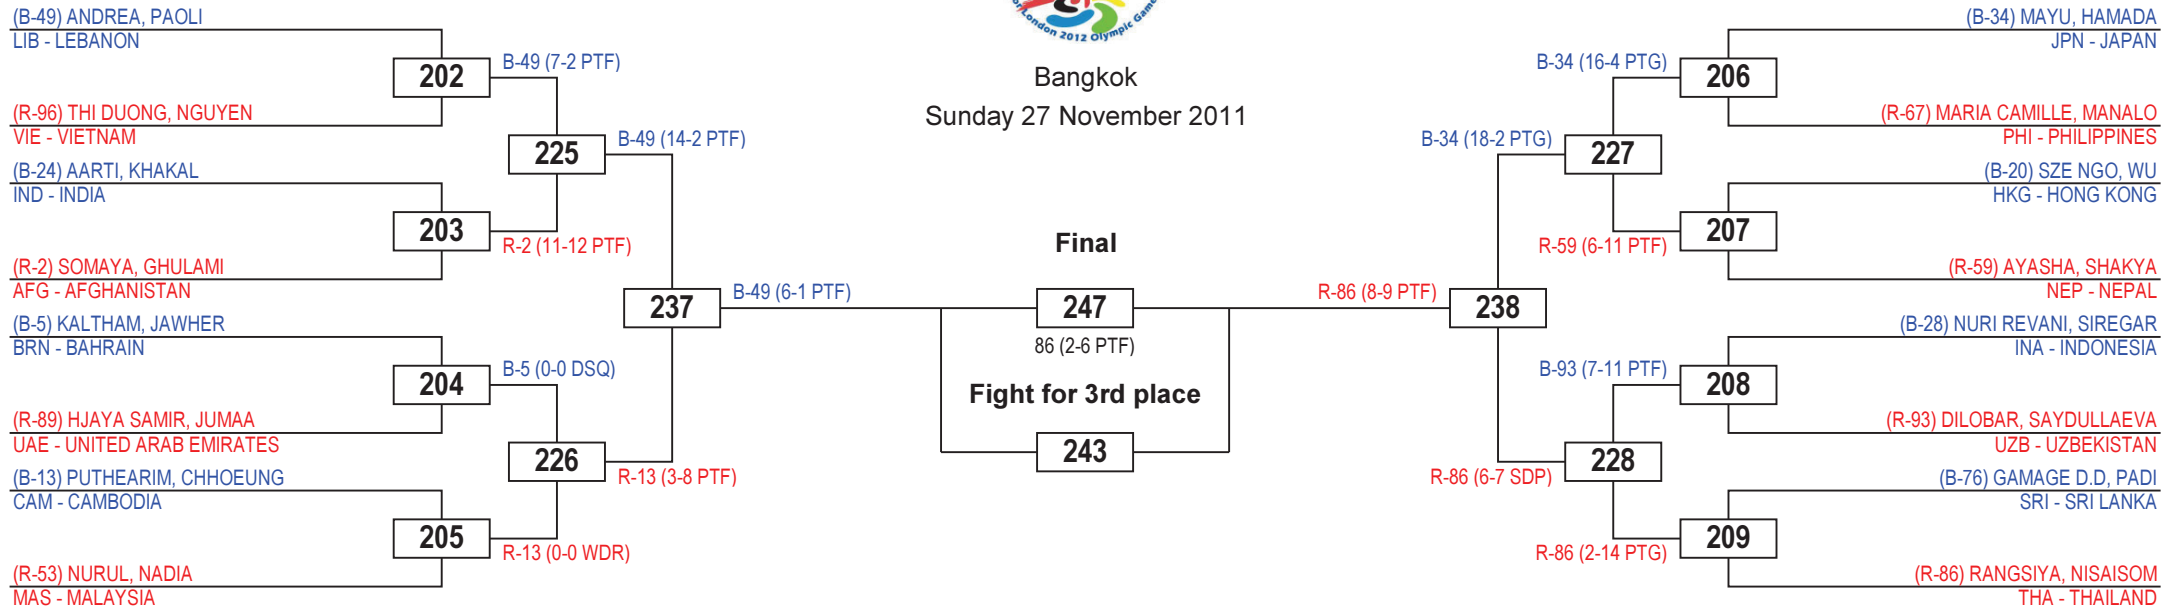 (B-49) ANDREA, PAOLI
LIB - LEBANON
202
B-49 (7-2 PTF)
(R-96) THI DUONG, NGUYEN
VIE - VIETNAM
225
B-49 (14-2 PTF)
(B-24) AARTI, KHAKAL
IND - INDIA
203
R-2 (11-12 PTF)
(R-2) SOMAYA, GHULAMI
AFG - AFGHANISTAN
237
B-49 (6-1 PTF)
(B-5) KALTHAM, JAWHER
BRN - BAHRAIN
204
B-5 (0-0 DSQ)
(R-89) HJAYA SAMIR, JUMAA
UAE - UNITED ARAB EMIRATES
226
R-13 (3-8 PTF)
(B-13) PUTHEARIM, CHHOEUNG
CAM - CAMBODIA
205
R-13 (0-0 WDR)
(R-53) NURUL, NADIA
MAS - MALAYSIA
London 2012 Olympic Games
Bangkok
Sunday 27 November 2011
Final
247
86 (2-6 PTF)
Fight for 3rd place
243
(B-34) MAYU, HAMADA
JPN - JAPAN
B-34 (16-4 PTG)
206
(R-67) MARIA CAMILLE, MANALO
PHI - PHILIPPINES
B-34 (18-2 PTG)
227
(B-20) SZE NGO, WU
HKG - HONG KONG
R-59 (6-11 PTF)
207
(R-59) AYASHA, SHAKYA
NEP - NEPAL
R-86 (8-9 PTF)
238
(B-28) NURI REVANI, SIREGAR
INA - INDONESIA
B-93 (7-11 PTF)
208
(R-93) DILOBAR, SAYDULLAEVA
UZB - UZBEKISTAN
R-86 (6-7 SDP)
228
(B-76) GAMAGE D.D, PADI
SRI - SRI LANKA
R-86 (2-14 PTG)
209
(R-86) RANGSIYA, NISAISOM
THA - THAILAND